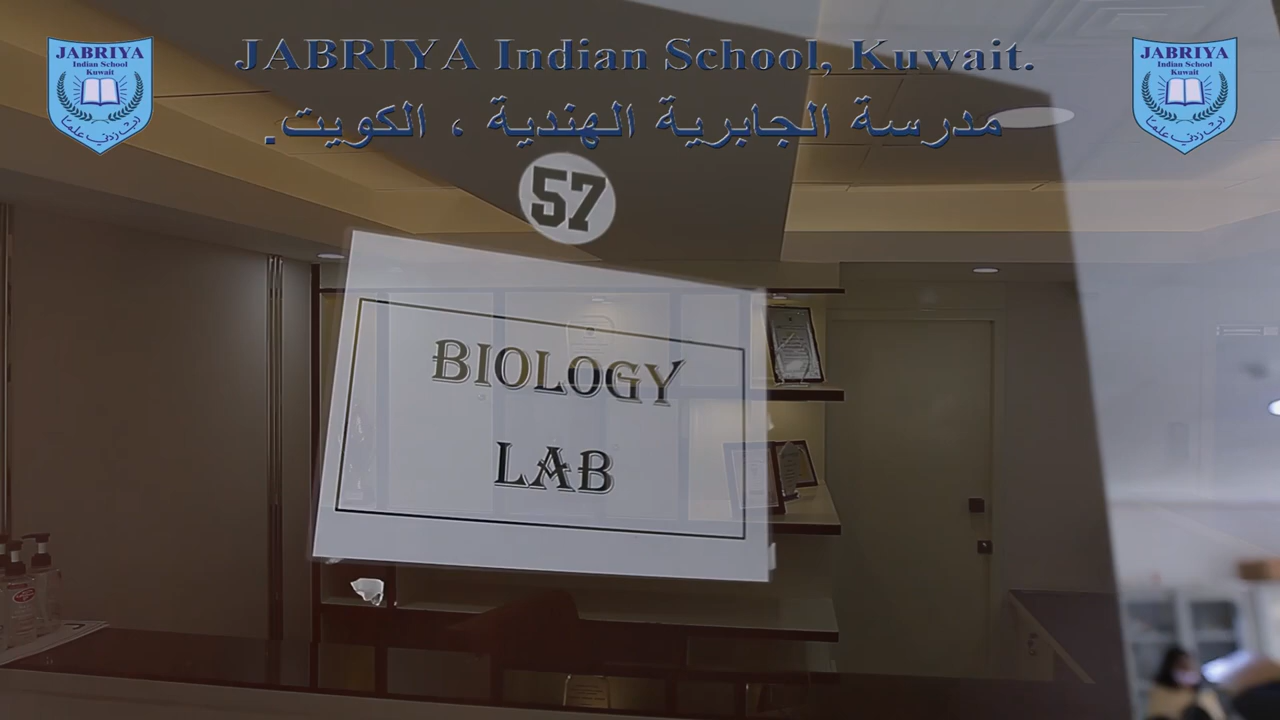 JABRIYA Indian School, Kuwait.
مدرسة الجابرية الهندية ، الكويت.
JABRIYA
Indian School
Kuwait
JABRIYA
Indian School
Kuwait
57
BIOLOGY
LAB